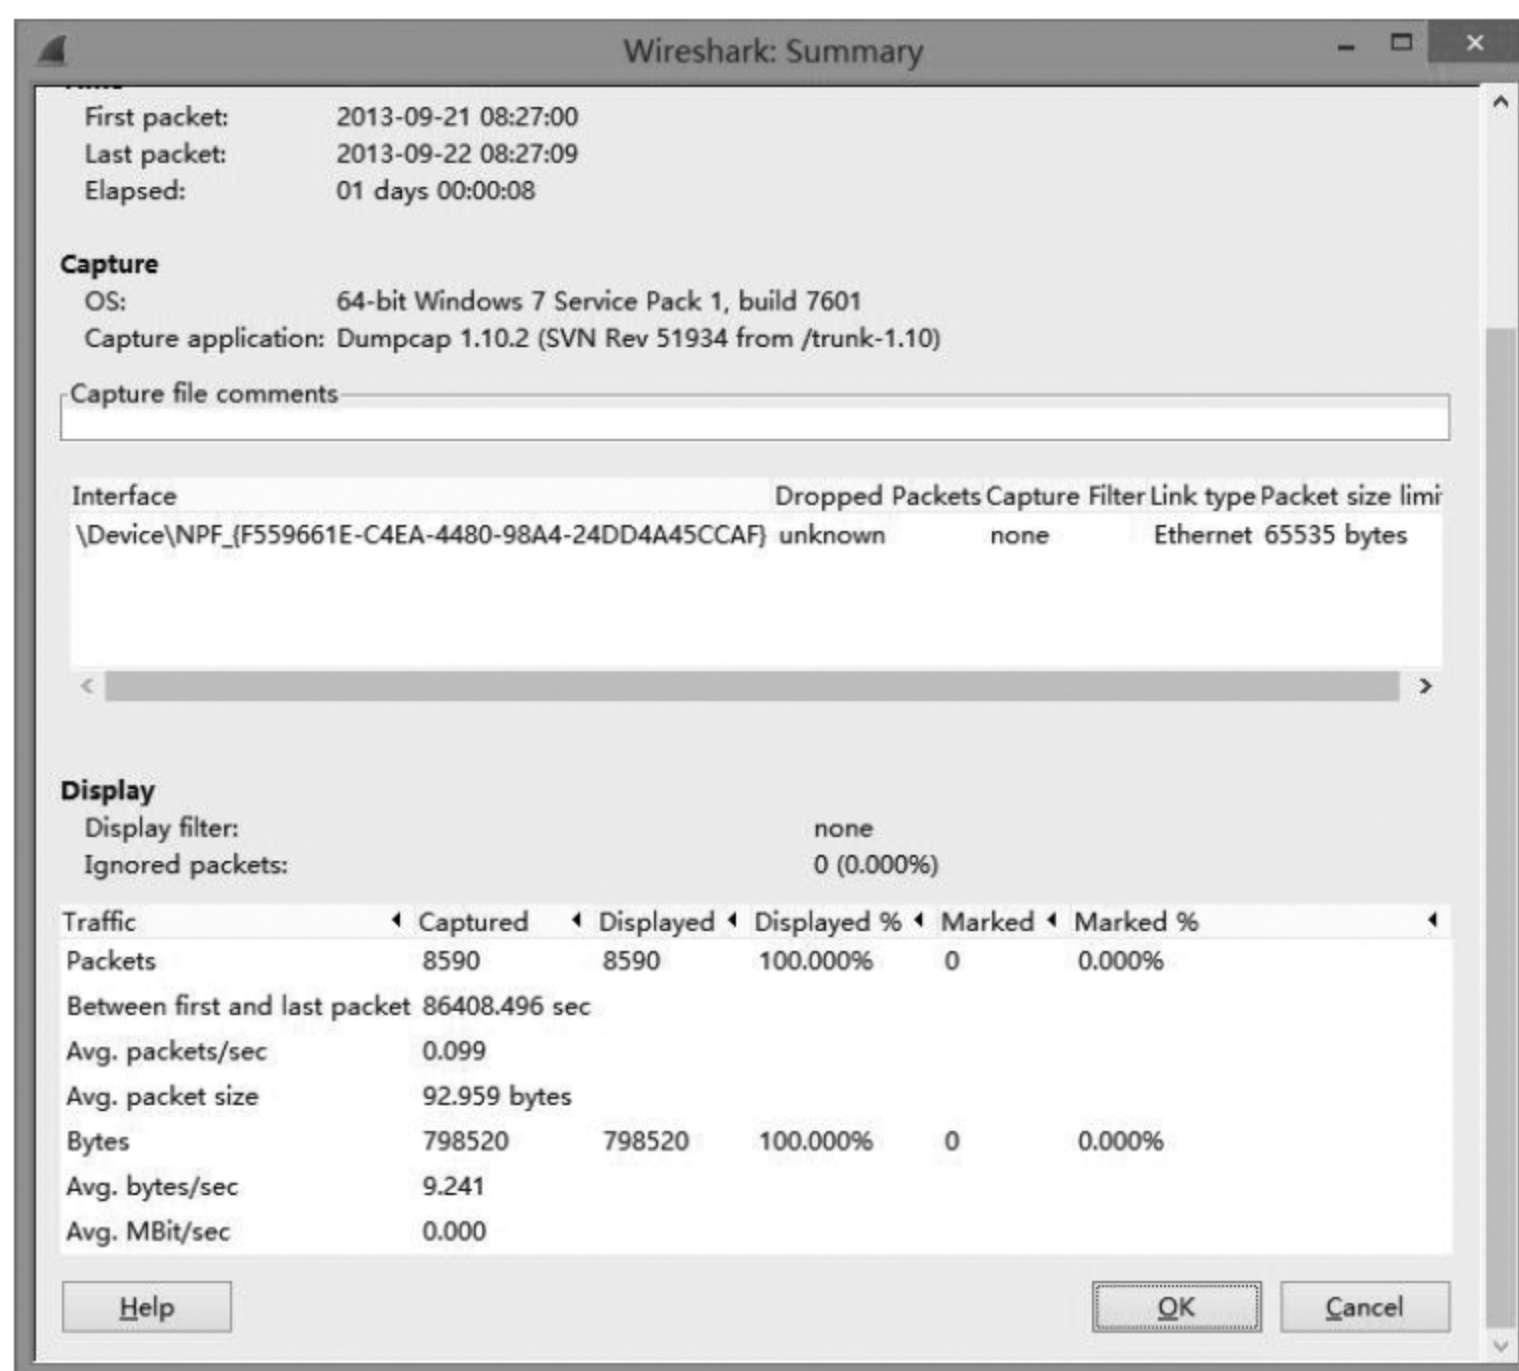 Wireshark: Summary
First packet: 2013-09-21 08:27:00
Last packet: 2013-09-22 08:27:09
Elapsed: 01 days 00:00:08
Capture
OS: 64-bit Windows 7 Service Pack 1, build 7601
Capture application: Dumpcap 1.10.2 (SVN Rev 51934 from /trunk-1.10)
Capture file comments
Interface Dropped Packets Capture Filter Link type Packet size limi
\Device\NPF_{F559661E-C4EA-4480-98A4-24DD4A45CCAF} unknown none Ethernet 65535 bytes
Display
Display filter: none
Ignored packets: 0 (0.000%)
Traffic Captured Displayed Displayed % Marked Marked %
Packets 8590 8590 100.000% 0 0.000%
Between first and last packet 86408.496 sec
Avg. packets/sec 0.099
Avg. packet size 92.959 bytes
Bytes 798520 798520 100.000% 0 0.000%
Avg. bytes/sec 9.241
Avg. MBit/sec 0.000
Help OK Cancel